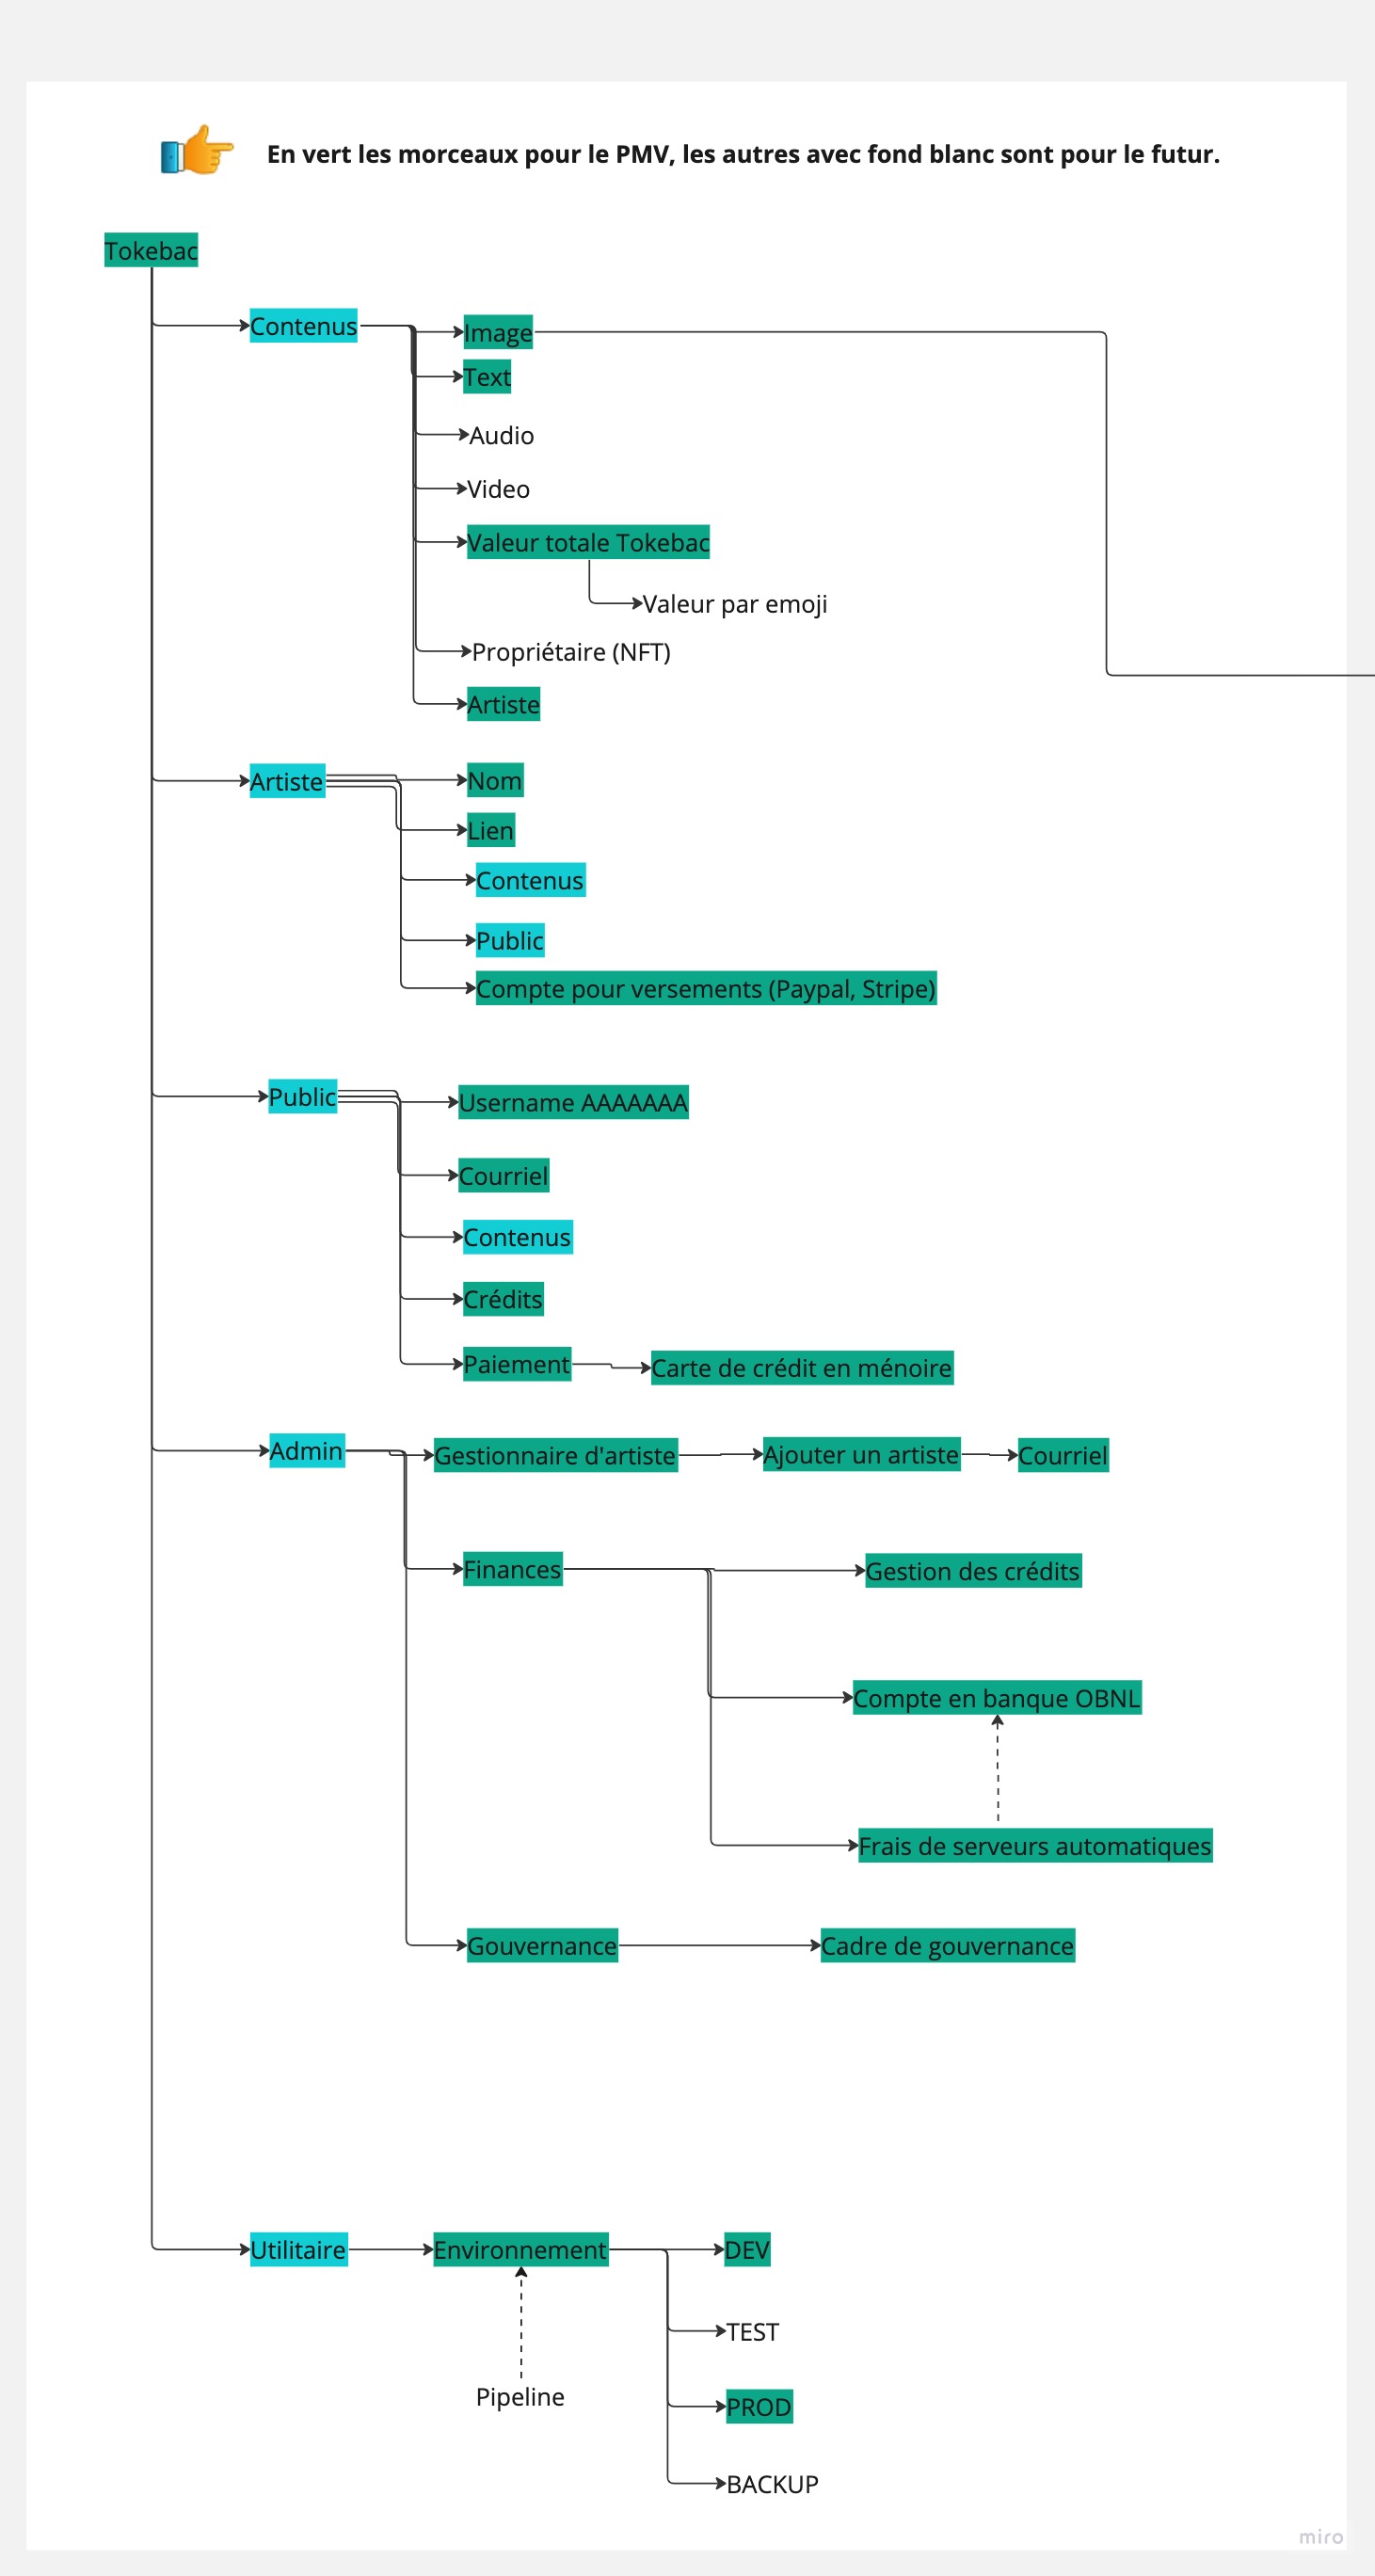 En vert les morceaux pour le PMV, les autres avec fond blanc sont pour le futur.
Tokebac
Contenus
Image
Text
Audio
Video
Valeur totale Tokebac
Valeur par emoji
Propriétaire (NFT)
Artiste
Artiste
Nom
Lien
Contenus
Public
Compte pour versements (Paypal, Stripe)
Public
Username AAAAAAA
Courriel
Contenus
Crédits
Paiement
Carte de crédit en ménoire
Admin
Gestionnaire d'artiste
Ajouter un artiste
Courriel
Finances
Gestion des crédits
Compte en banque OBNL
Frais de serveurs automatiques
Gouvernance
Cadre de gouvernance
Utilitaire
Environnement
DEV
TEST
Pipeline
PROD
BACKUP
miro